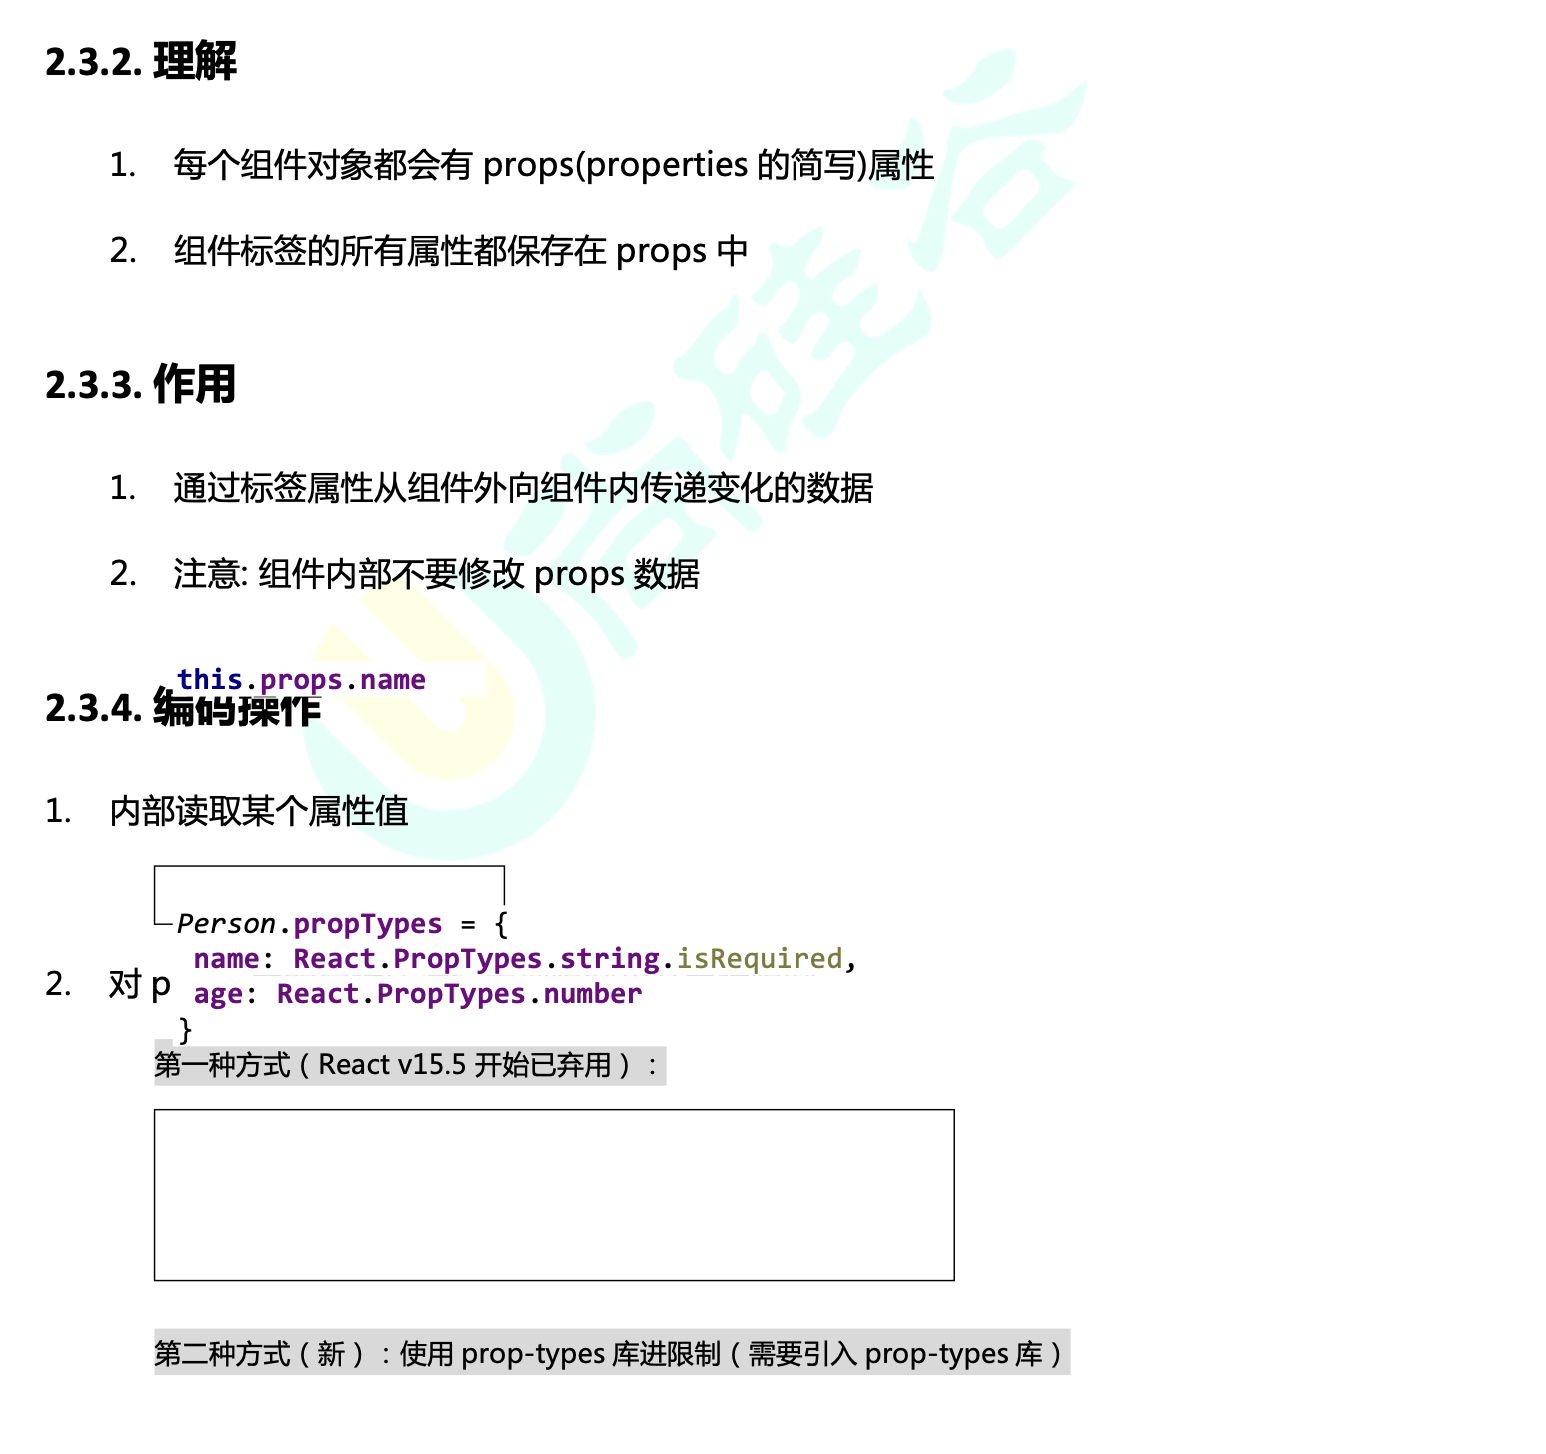 2.3.2. 理解
1. 每个组件对象都会有 props(properties 的简写)属性
2. 组件标签的所有属性都保存在 props 中
2.3.3. 作用
1. 通过标签属性从组件外向组件内传递变化的数据
2. 注意: 组件内部不要修改 props 数据
this.props.name
2.3.4. 编码操作
1. 内部读取某个属性值
Person.propTypes = {
name: React.PropTypes.string.isRequired,
2. 对 p
age: React.PropTypes.number
}
第一种方式（React v15.5 开始已弃用）：
第二种方式（新）：使用 prop-types 库进限制（需要引入 prop-types 库）
尚硅谷